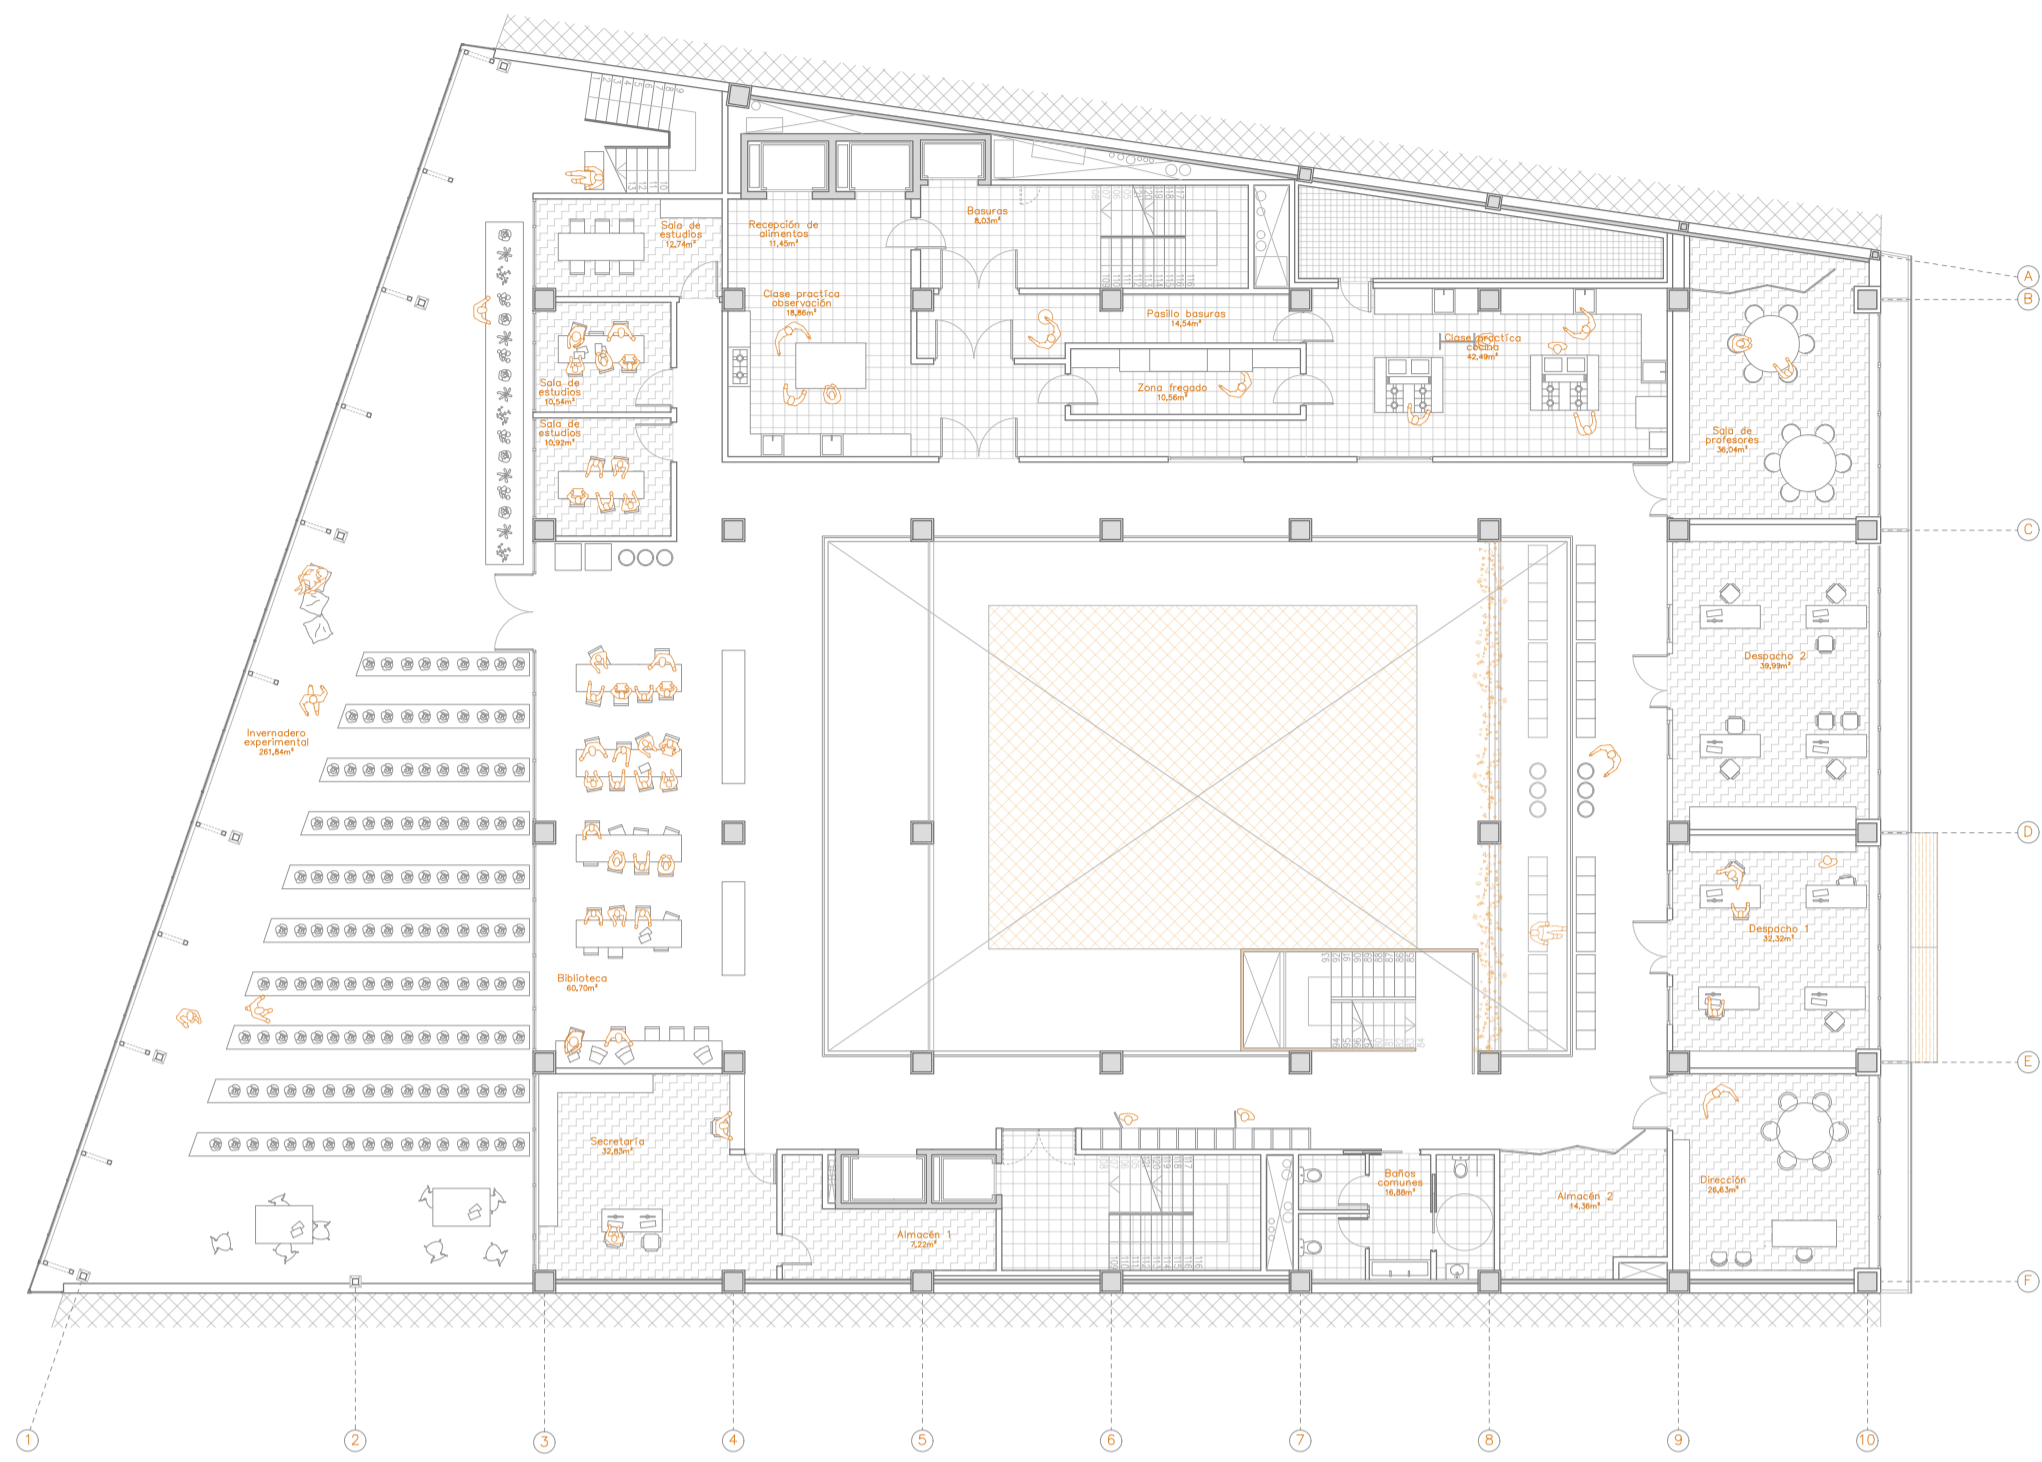 Sala de
estudios
12,74m²
Recepción de
alimentos
11,45m²
Basuras
8,03m²
Clase practica
observación
18,86m²
Pasillo basuras
14,54m²
Clase practica
cocina
42,49m²
Zona fregado
10,56m²
Sala de
estudios
10,54m²
Sala de
estudios
10,92m²
Sala de
profesores
36,04m²
Despacho 2
39,99m²
Invernadero
experimental
261,84m²
Despacho 1
32,32m²
Biblioteca
60,70m²
Secretaría
32,83m²
Almacén 1
7,22m²
Baños
comunes
16,88m²
Almacén 2
14,36m²
Dirección
26,63m²
A
B
C
D
E
F
1
2
3
4
5
6
7
8
9
10